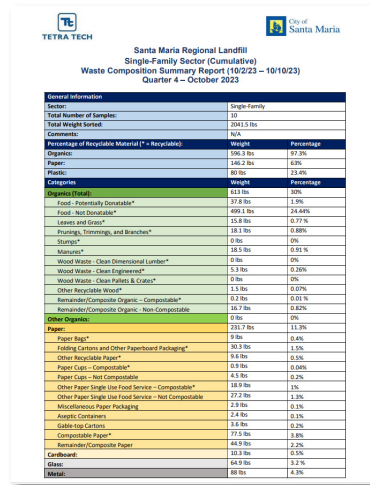 TETRA TECH
City of
Santa Maria
Santa Maria Regional Landfill
Single-Family Sector (Cumulative)
Waste Composition Summary Report (10/2/23 – 10/10/23)
Quarter 4 – October 2023
General Information
Sector: Single-Family
Total Number of Samples: 10
Total Weight Sorted: 2041.5 lbs
Comments: N/A
Percentage of Recyclable Material (* = Recyclable): Weight Percentage
Organics: 596.3 lbs 97.3%
Paper: 146.2 lbs 63%
Plastic: 80 lbs 23.4%
Categories Weight Percentage
Organics (Total): 613 lbs 30%
Food - Potentially Donatable* 37.8 lbs 1.9%
Food - Not Donatable* 499.1 lbs 24.44%
Leaves and Grass* 15.8 lbs 0.77 %
Prunings, Trimmings, and Branches* 18.1 lbs 0.88%
Stumps* 0 lbs 0%
Manures* 18.5 lbs 0.91 %
Wood Waste - Clean Dimensional Lumber* 0 lbs 0%
Wood Waste - Clean Engineered* 5.3 lbs 0.26%
Wood Waste - Clean Pallets & Crates* 0 lbs 0%
Other Recyclable Wood* 1.5 lbs 0.07%
Remainder/Composite Organic – Compostable* 0.2 lbs 0.01 %
Remainder/Composite Organic - Non-Compostable 16.7 lbs 0.82%
Other Organics: 0 lbs 0%
Paper: 231.7 lbs 11.3%
Paper Bags* 9 lbs 0.4%
Folding Cartons and Other Paperboard Packaging* 30.3 lbs 1.5%
Other Recyclable Paper* 9.6 lbs 0.5%
Paper Cups – Compostable* 0.9 lbs 0.04%
Paper Cups – Not Compostable 4.5 lbs 0.2%
Other Paper Single Use Food Service – Compostable* 18.9 lbs 1%
Other Paper Single Use Food Service – Not Compostable 27.2 lbs 1.3%
Miscellaneous Paper Packaging 2.9 lbs 0.1%
Aseptic Containers 2.4 lbs 0.1%
Gable-top Cartons 3.6 lbs 0.2%
Compostable Paper* 77.5 lbs 3.8%
Remainder/Composite Paper 44.9 lbs 2.2%
Cardboard: 10.3 lbs 0.5%
Glass: 64.9 lbs 3.2 %
Metal: 88 lbs 4.3%